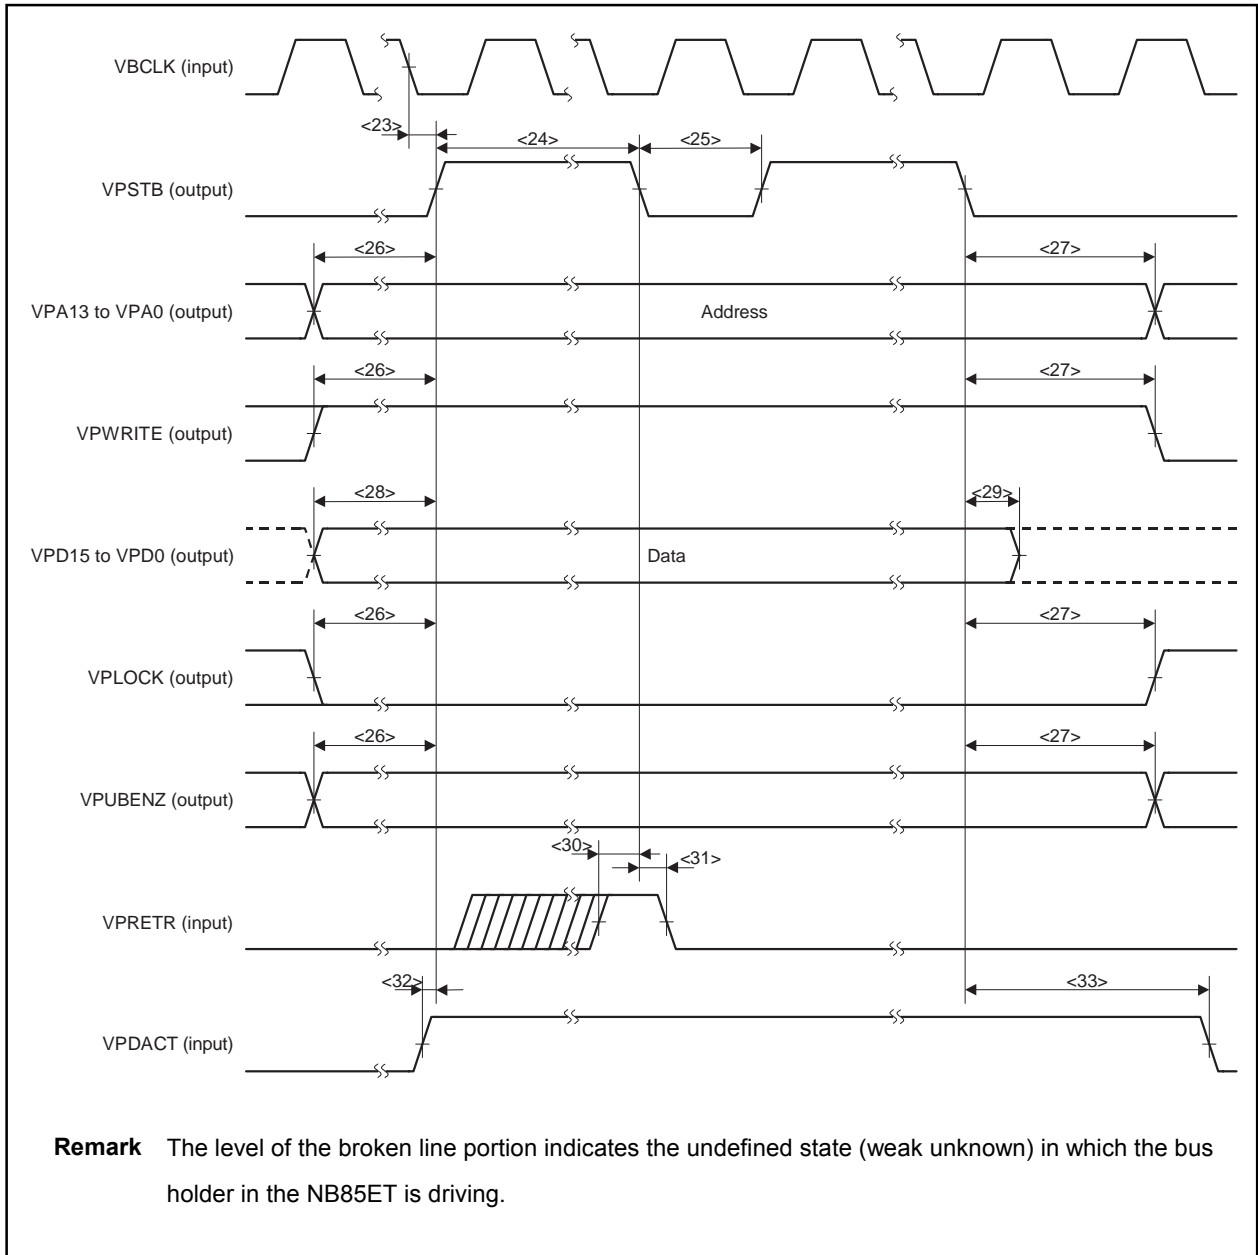 VBCLK (input)
<23>
<24>
<25>
VPSTB (output)
<26>
<27>
VPA13 to VPA0 (output)
Address
<26>
<27>
VPWRITE (output)
<28>
<29>
VPD15 to VPD0 (output)
Data
<26>
<27>
VPLOCK (output)
<26>
<27>
VPUBENZ (output)
<30>
<31>
VPRETR (input)
<32>
<33>
VPDACT (input)
Remark The level of the broken line portion indicates the undefined state (weak unknown) in which the bus
holder in the NB85ET is driving.